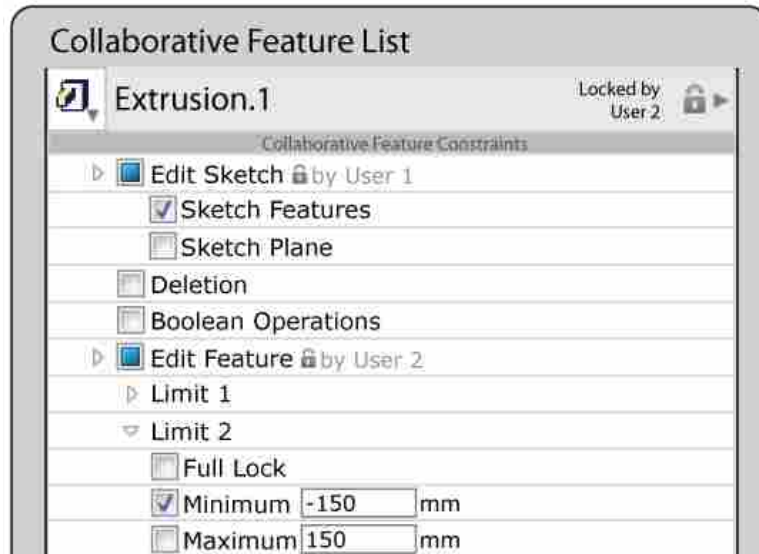 Collaborative Feature List
Extrusion.1
Locked by
User 2
Collaborative Feature Constraints
Edit Sketch by User 1
Sketch Features
Sketch Plane
Deletion
Boolean Operations
Edit Feature by User 2
Limit 1
Limit 2
Full Lock
Minimum -150 mm
Maximum 150 mm